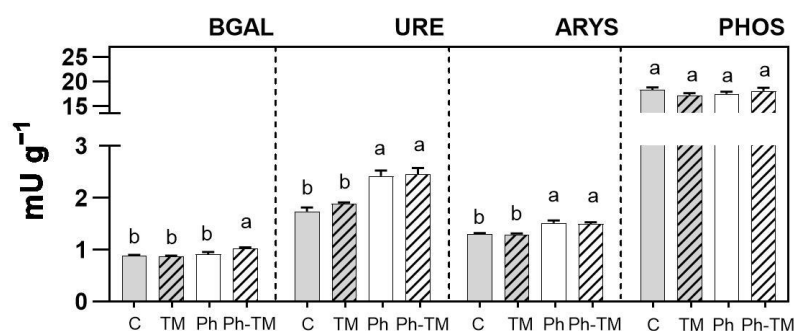 BGAL URE ARYS PHOS
25
20
15
3
2
1
0
mU g⁻¹
b b b a
b b a a
b b a a
a a a a
C TM Ph Ph-TM C TM Ph Ph-TM C TM Ph Ph-TM C TM Ph Ph-TM